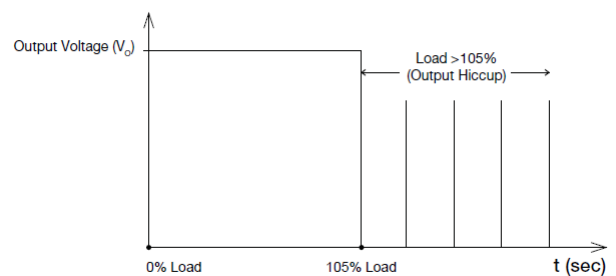 Output Voltage (Vo)
Load >105%
(Output Hiccup)
0% Load
105% Load
t (sec)